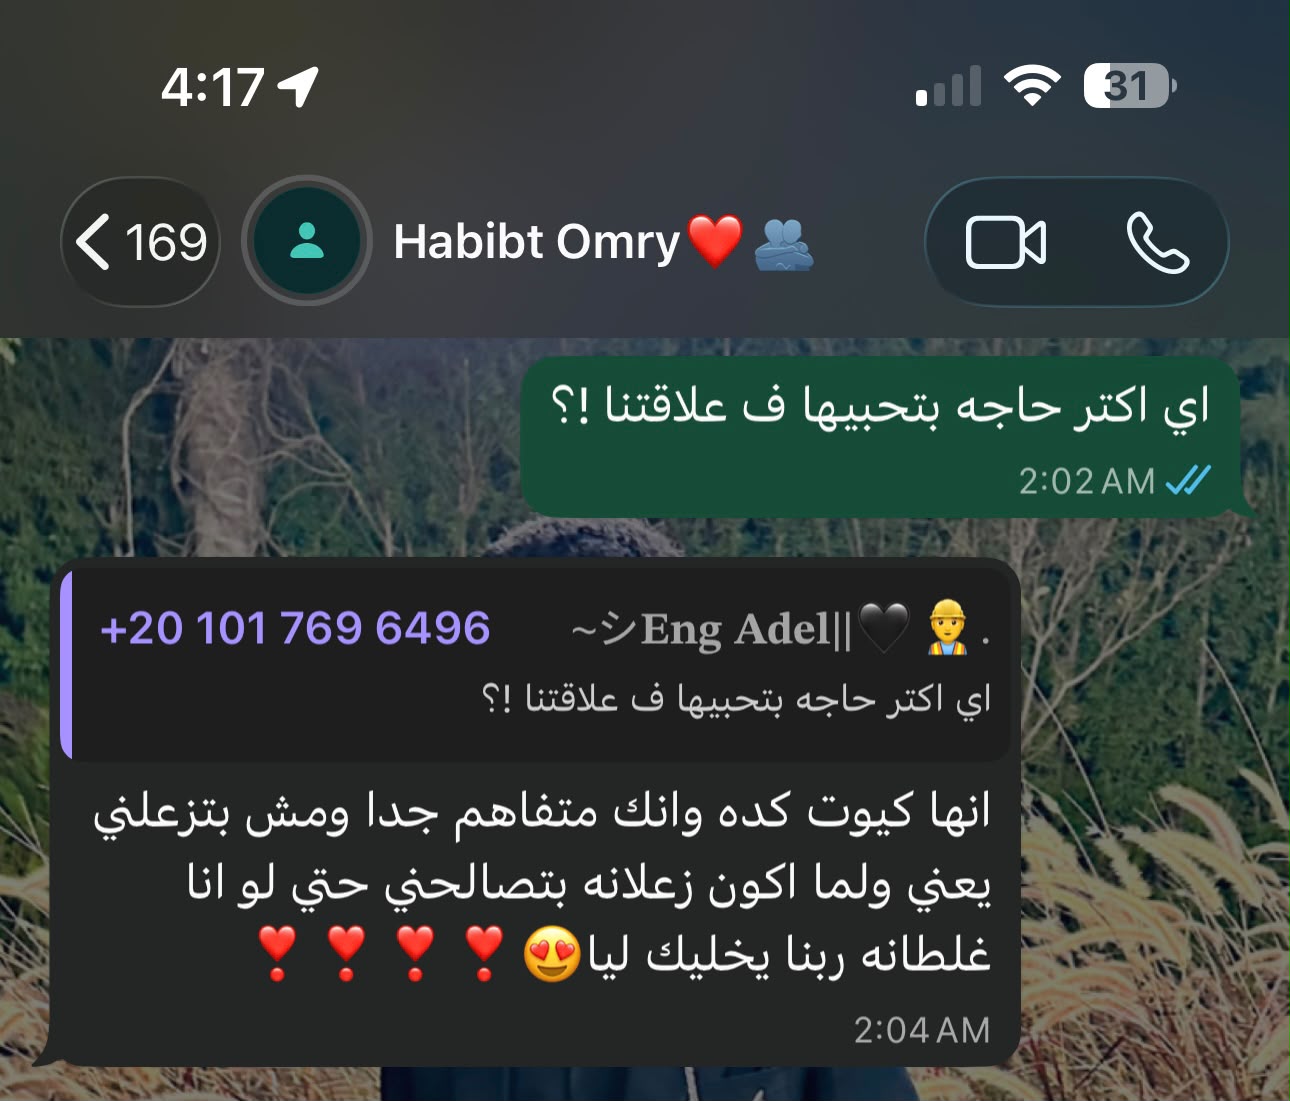 4:17
31
169
Habibt Omry❤️🫂
اي اكتر حاجه بتحبيها ف علاقتنا !؟
2:02 AM
+20 101 769 6496 ~シEng Adel||🖤👷‍♂️.
اي اكتر حاجه بتحبيها ف علاقتنا !؟
انها كيوت كده وانك متفاهم جدا ومش بتزعلني
يعني ولما اكون زعلانه بتصالحني حتي لو انا
غلطانه ربنا يخليك ليا😍❣️❣️❣️❣️
2:04 AM